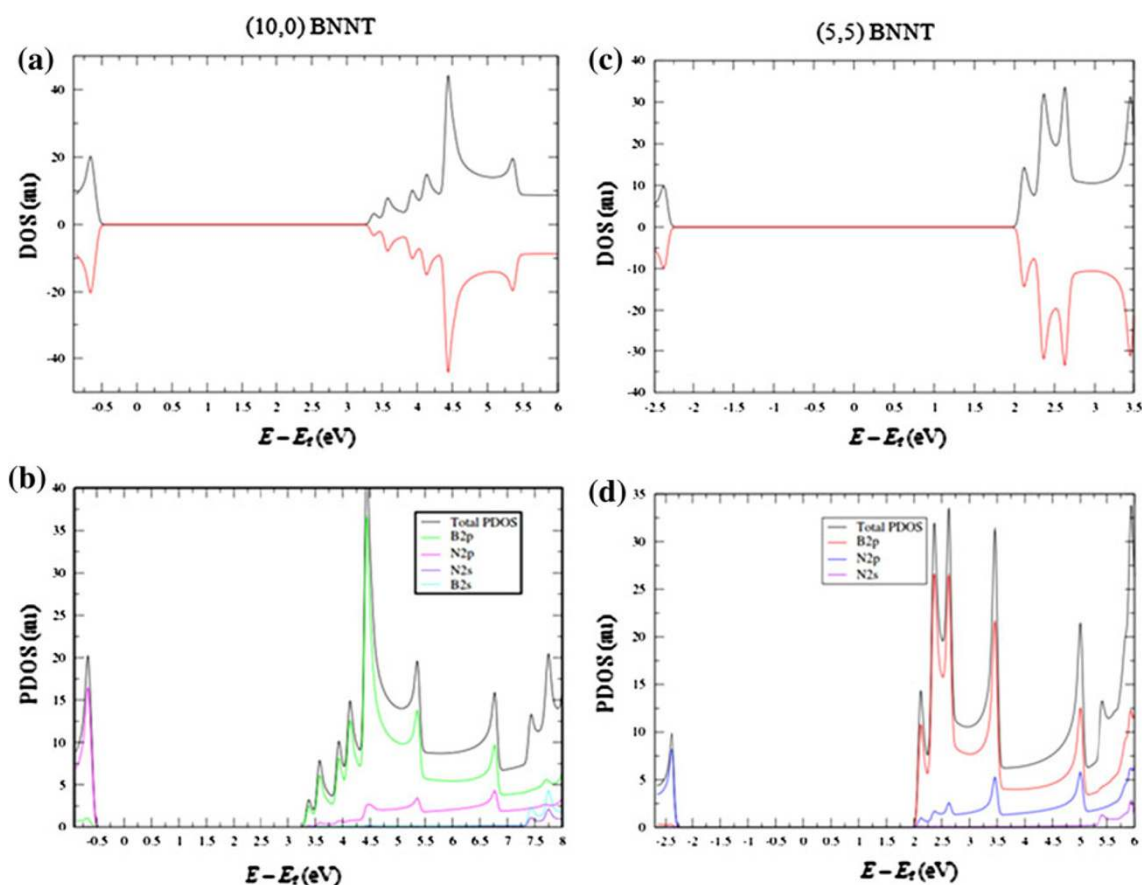 (10,0) BNNT
(5,5) BNNT
(a)
50
40
20
0
-20
-40
DOS (au)
-0.5 0 0.5 1 1.5 2 2.5 3 3.5 4 4.5 5 5.5 6
E – Ef (eV)
(c)
40
30
20
10
0
-10
-20
-30
-40
DOS (au)
-2.5 -2 -1.5 -1 -0.5 0 0.5 1 1.5 2 2.5 3 3.5
E – Ef (eV)
(b)
40
35
30
25
20
15
10
5
0
PDOS (au)
Total PDOS
B2p
N2p
N2s
B2s
-0.5 0 0.5 1 1.5 2 2.5 3 3.5 4 4.5 5 5.5 6 6.5 7 7.5 8
E – Ef (eV)
(d)
35
30
25
20
15
10
5
0
PDOS (au)
Total PDOS
B2p
N2p
N2s
-2.5 -2 -1.5 -1 -0.5 0 0.5 1 1.5 2 2.5 3 3.5 4 4.5 5 5.5 6
E – Ef (eV)